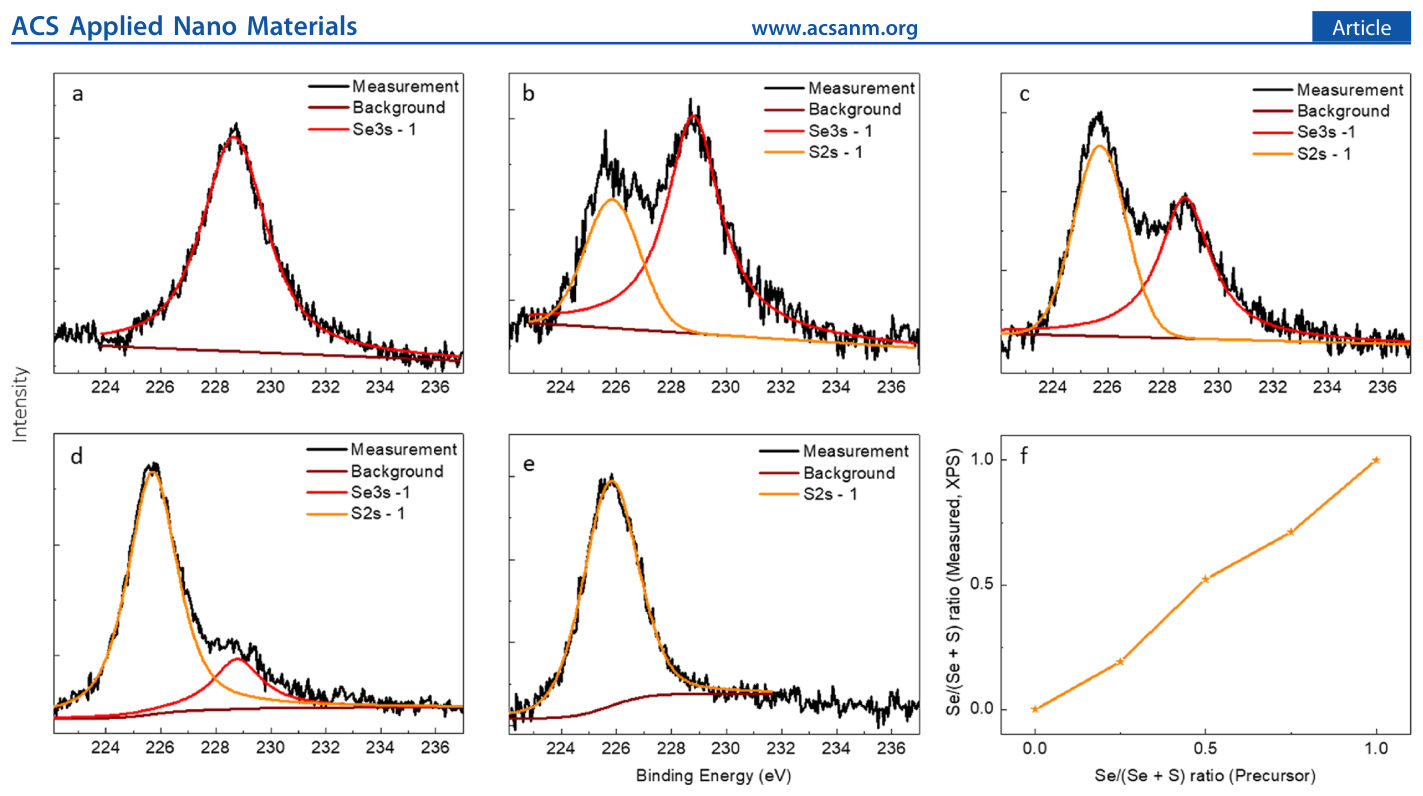 ACS Applied Nano Materials
www.acsanm.org
Article
a
Measurement
Background
Se3s - 1
224 226 228 230 232 234 236
b
Measurement
Background
Se3s - 1
S2s - 1
224 226 228 230 232 234 236
c
Measurement
Background
Se3s -1
S2s - 1
224 226 228 230 232 234 236
Intensity
d
Measurement
Background
Se3s -1
S2s - 1
224 226 228 230 232 234 236
e
Measurement
Background
S2s - 1
224 226 228 230 232 234 236
Binding Energy (eV)
f
Se/(Se + S) ratio (Measured, XPS)
1.0
0.5
0.0
0.0 0.5 1.0
Se/(Se + S) ratio (Precursor)